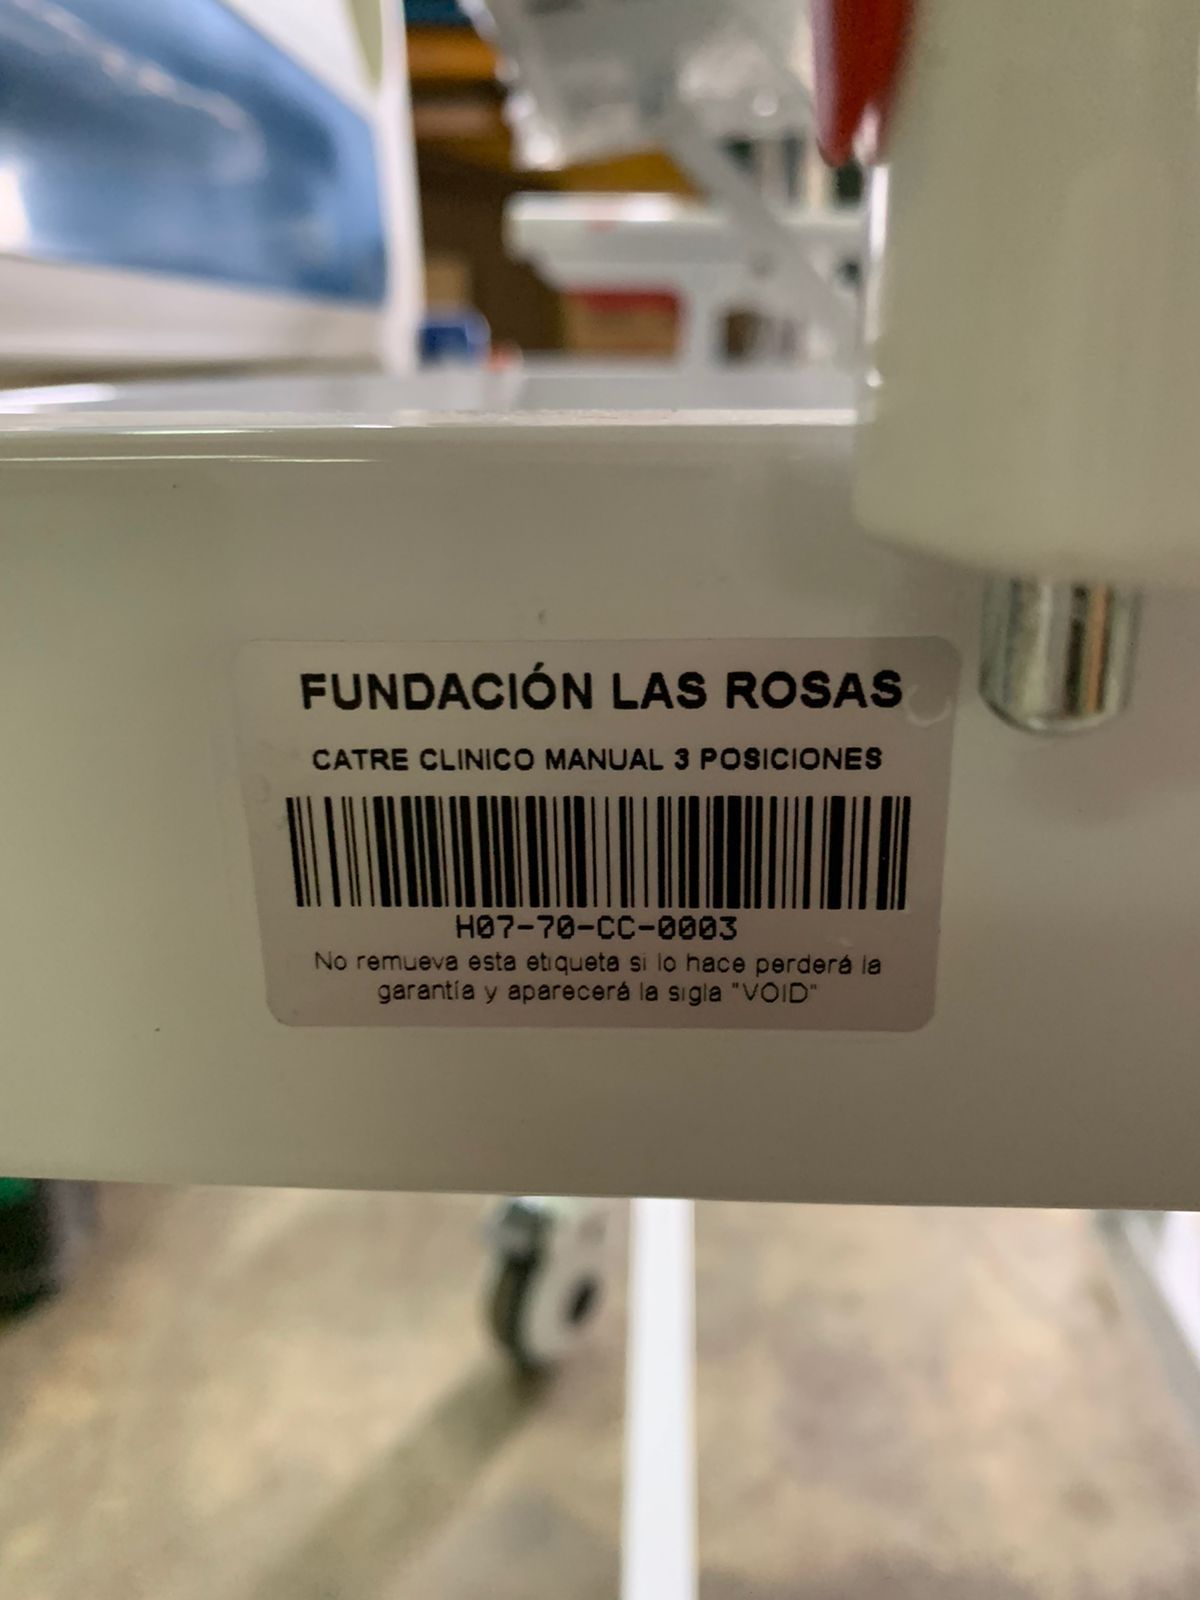 FUNDACIÓN LAS ROSAS
CATRE CLINICO MANUAL 3 POSICIONES
H07-70-CC-0003
No remueva esta etiqueta si lo hace perderá la
garantía y aparecerá la sigla "VOID"